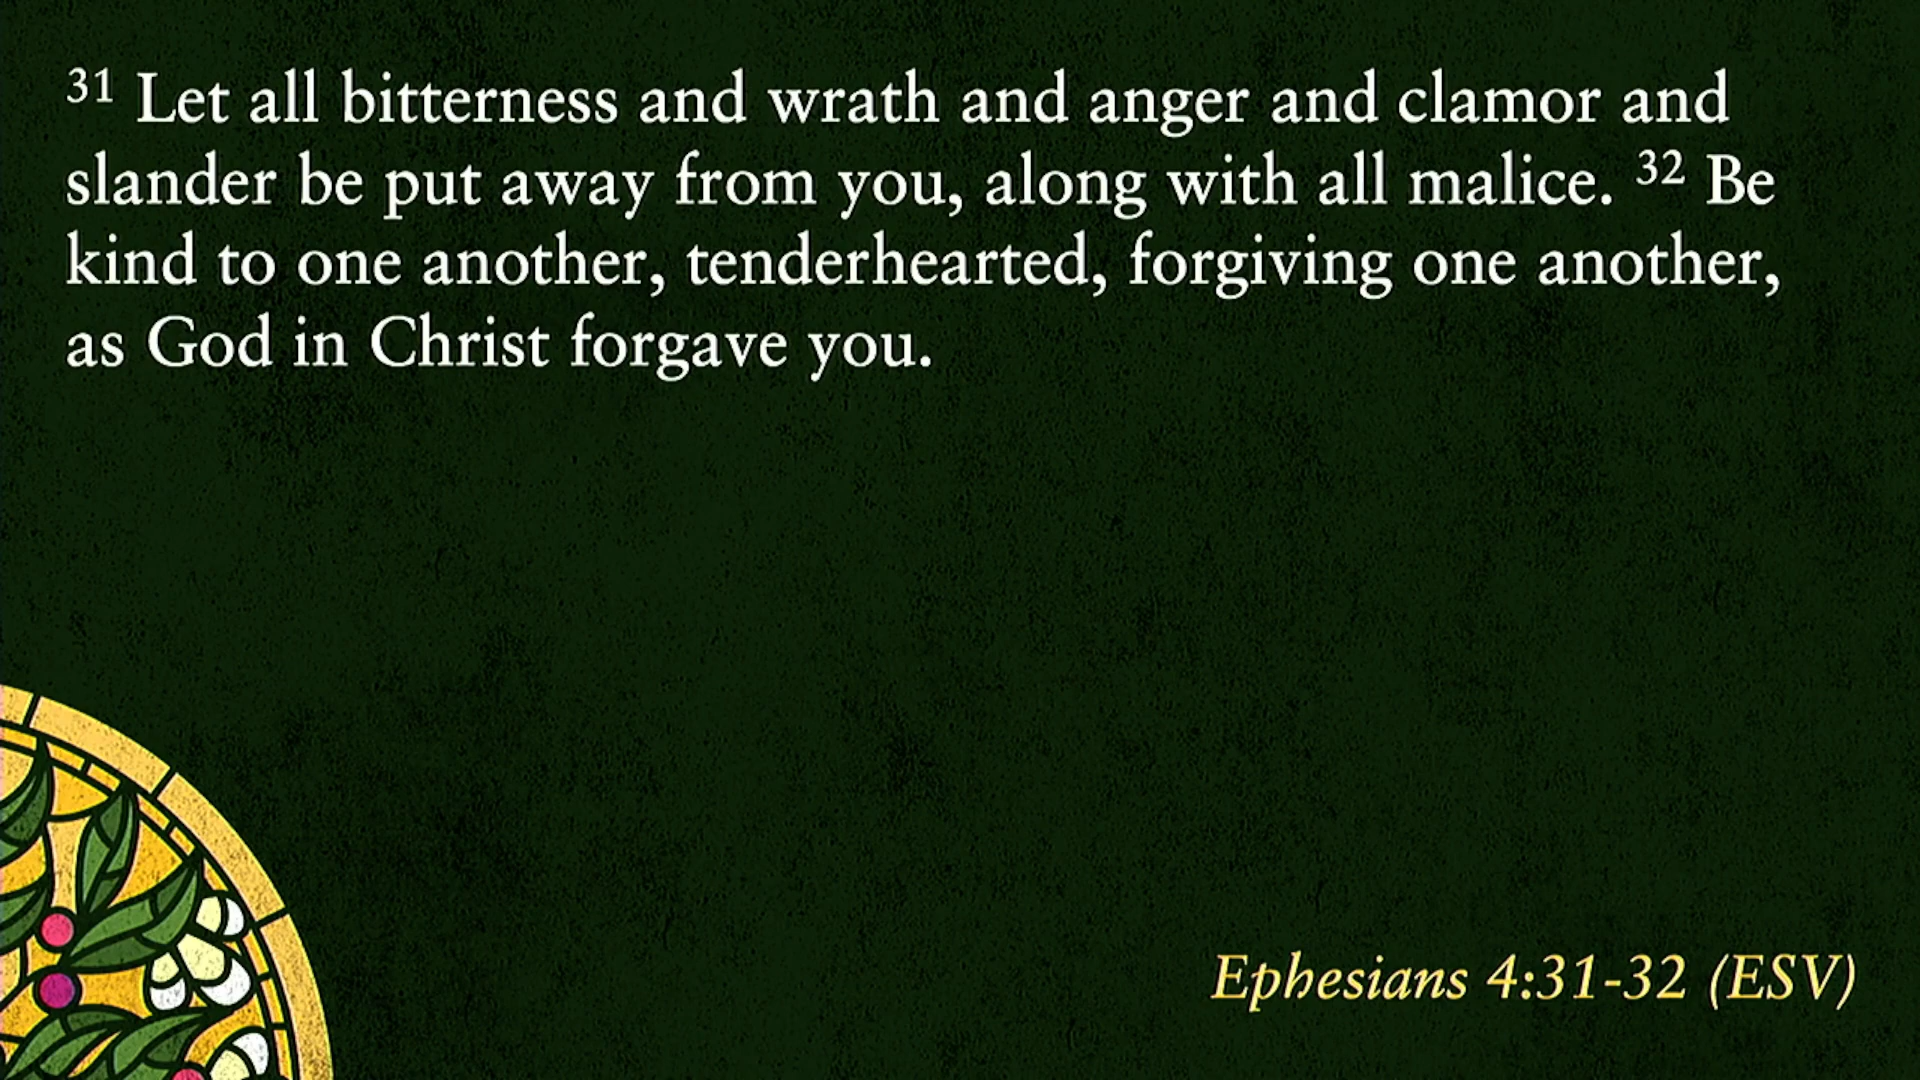 31 Let all bitterness and wrath and anger and clamor and
slander be put away from you, along with all malice. 32 Be
kind to one another, tenderhearted, forgiving one another,
as God in Christ forgave you.
Ephesians 4:31-32 (ESV)